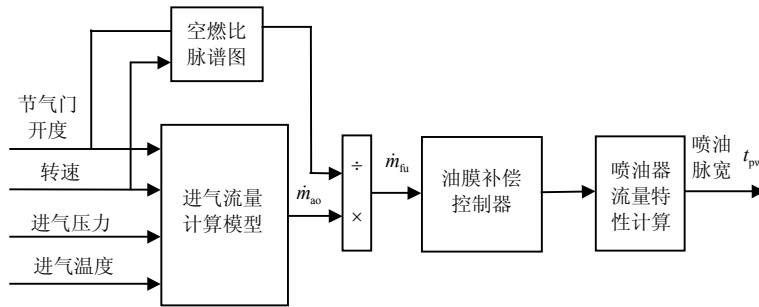 空燃比
脉谱图
节气门
开度
转速
进气压力
进气温度
进气流量
计算模型
ṁao
÷
×
ṁfu
油膜补偿
控制器
喷油器
流量特
性计算
喷油
脉宽
tpw